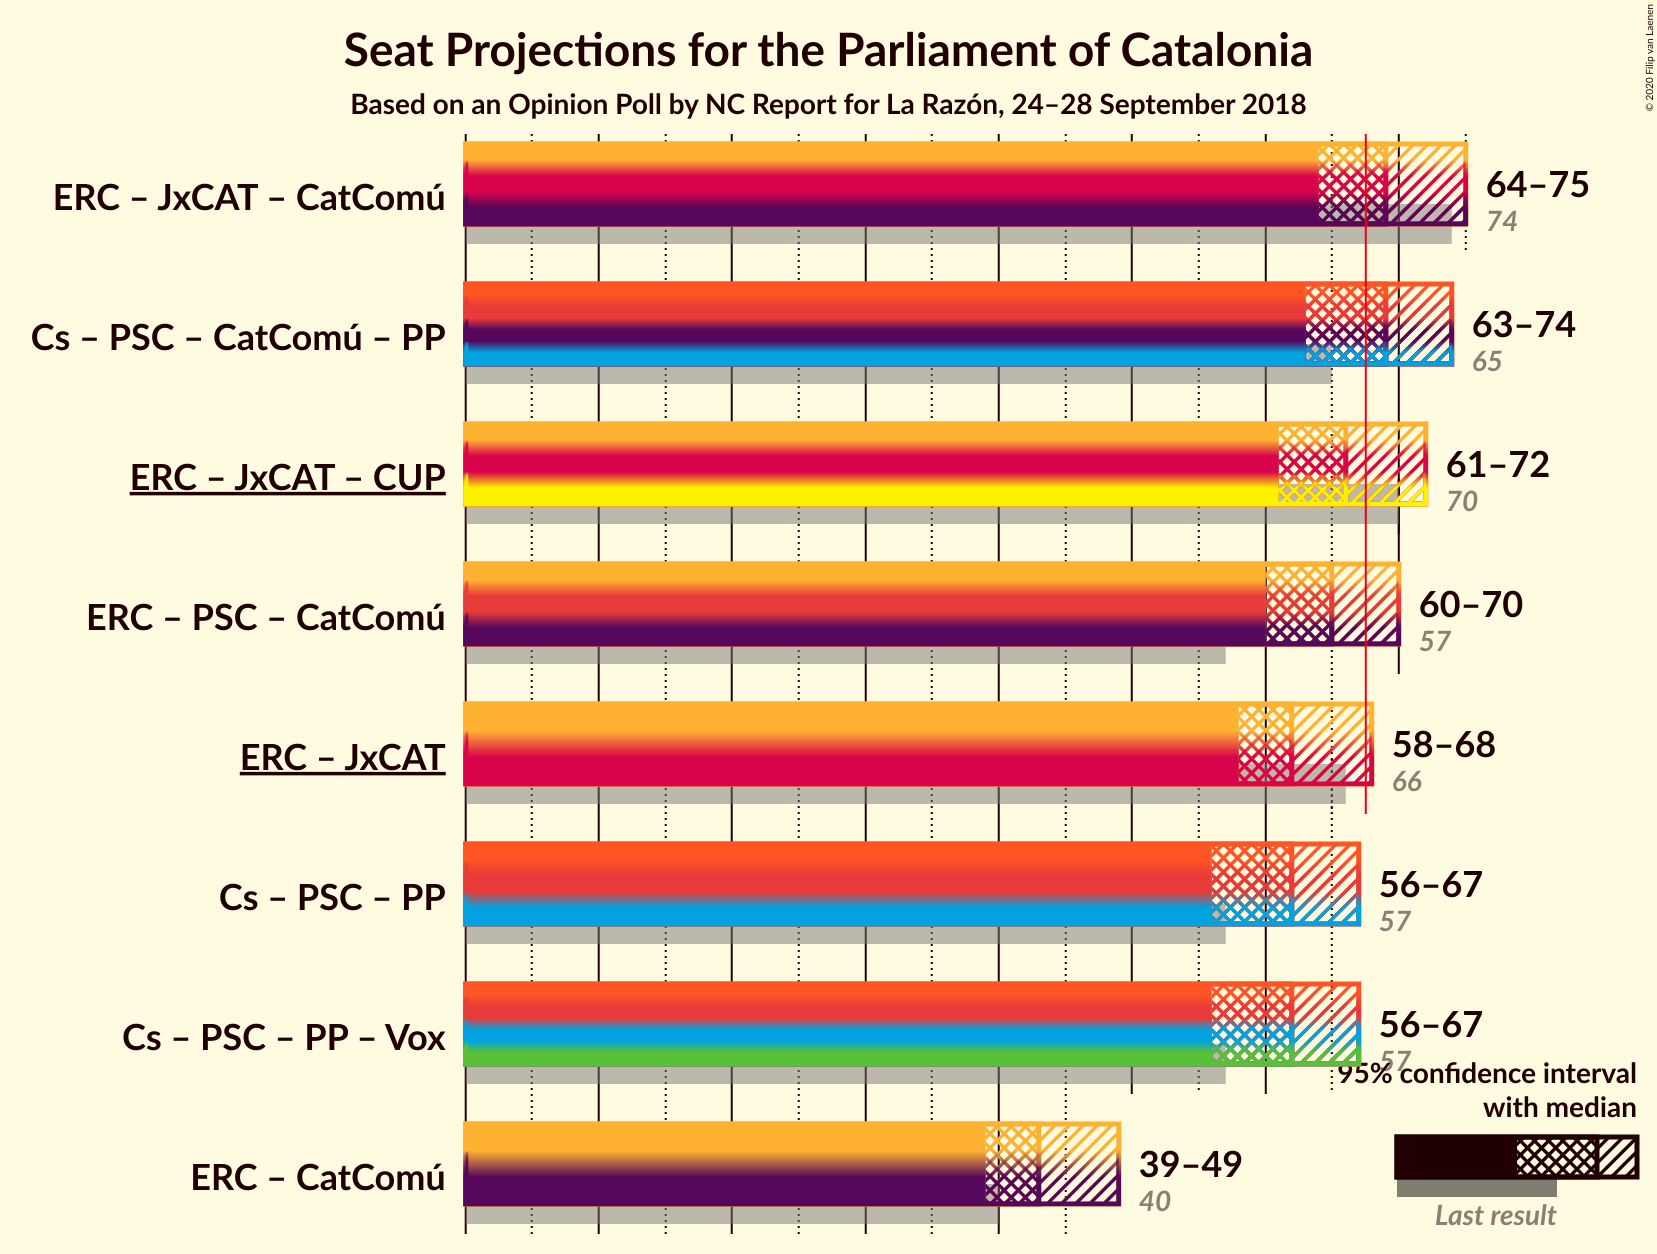 Seat Projections for the Parliament of Catalonia
Based on an Opinion Poll by NC Report for La Razón, 24–28 September 2018
© 2020 Filip van Laenen
ERC – JxCAT – CatComú
64–75
74
Cs – PSC – CatComú – PP
63–74
65
ERC – JxCAT – CUP
61–72
70
ERC – PSC – CatComú
60–70
57
ERC – JxCAT
58–68
66
Cs – PSC – PP
56–67
57
Cs – PSC – PP – Vox
56–67
57
ERC – CatComú
39–49
40
95% confidence interval
with median
Last result